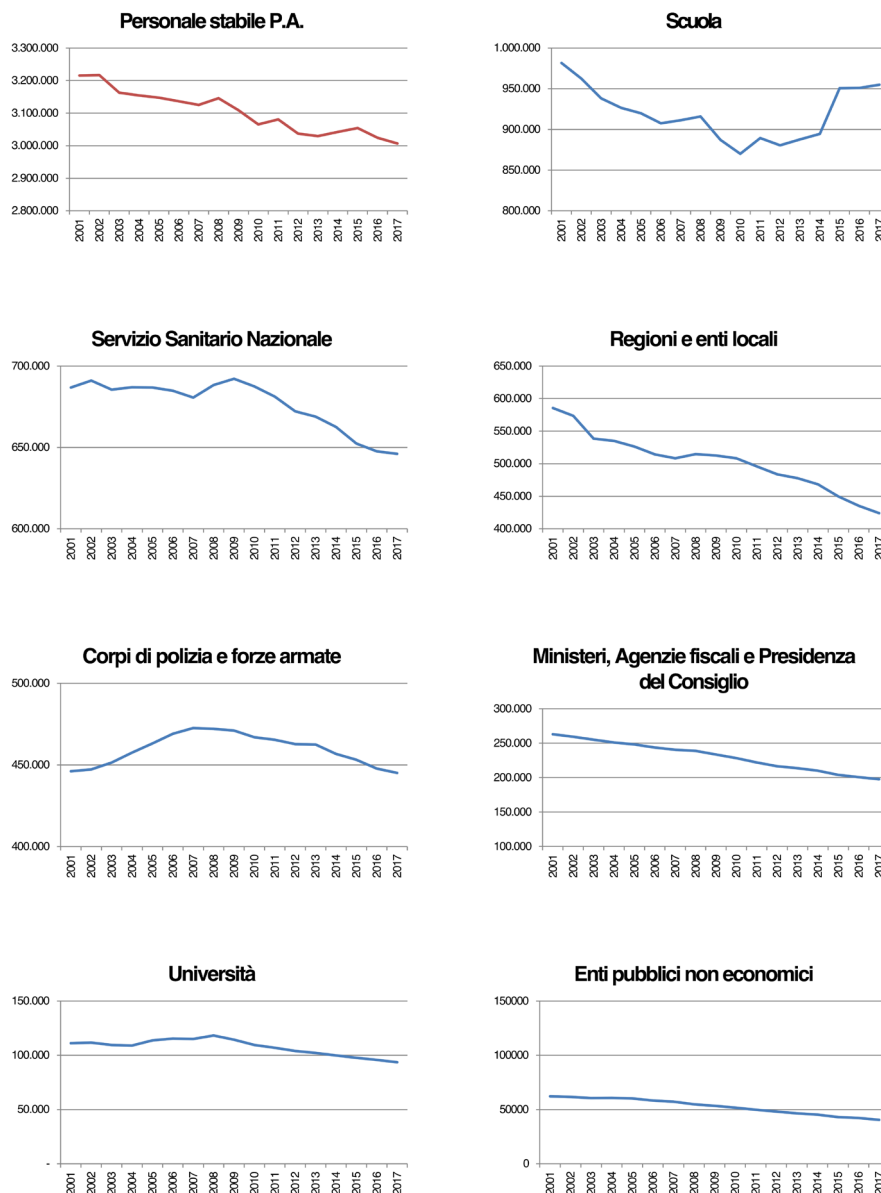 Personale stabile P.A.
3.300.000
3.200.000
3.100.000
3.000.000
2.900.000
2.800.000
2001 2002 2003 2004 2005 2006 2007 2008 2009 2010 2011 2012 2013 2014 2015 2016 2017
Scuola
1.000.000
950.000
900.000
850.000
800.000
2001 2002 2003 2004 2005 2006 2007 2008 2009 2010 2011 2012 2013 2014 2015 2016 2017
Servizio Sanitario Nazionale
700.000
650.000
600.000
2001 2002 2003 2004 2005 2006 2007 2008 2009 2010 2011 2012 2013 2014 2015 2016 2017
Regioni e enti locali
650.000
600.000
550.000
500.000
450.000
400.000
2001 2002 2003 2004 2005 2006 2007 2008 2009 2010 2011 2012 2013 2014 2015 2016 2017
Corpi di polizia e forze armate
500.000
450.000
400.000
2001 2002 2003 2004 2005 2006 2007 2008 2009 2010 2011 2012 2013 2014 2015 2016 2017
Ministeri, Agenzie fiscali e Presidenza
del Consiglio
300.000
250.000
200.000
150.000
100.000
2001 2002 2003 2004 2005 2006 2007 2008 2009 2010 2011 2012 2013 2014 2015 2016 2017
Università
150.000
100.000
50.000
-
2001 2002 2003 2004 2005 2006 2007 2008 2009 2010 2011 2012 2013 2014 2015 2016 2017
Enti pubblici non economici
150000
100000
50000
0
2001 2002 2003 2004 2005 2006 2007 2008 2009 2010 2011 2012 2013 2014 2015 2016 2017